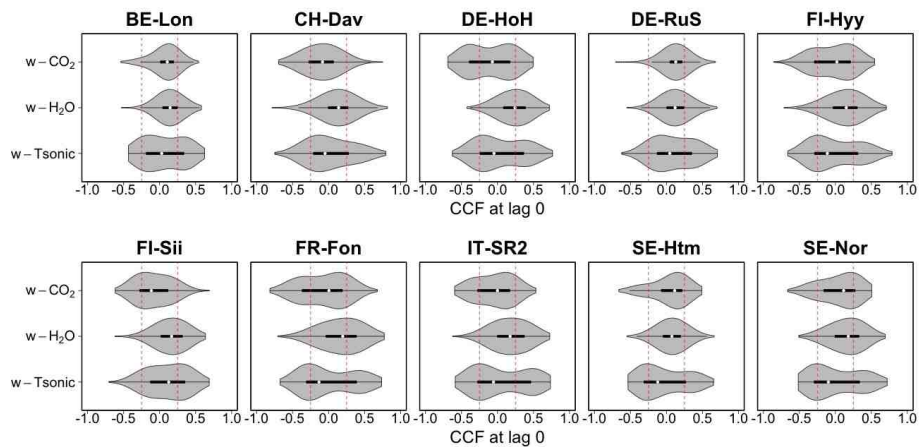 BE-Lon CH-Dav DE-HoH DE-RuS FI-Hyy
w−CO₂
w−H₂O
w−Tsonic
-1.0 -0.5 0.0 0.5 1.0 -1.0 -0.5 0.0 0.5 1.0 -1.0 -0.5 0.0 0.5 1.0 -1.0 -0.5 0.0 0.5 1.0 -1.0 -0.5 0.0 0.5 1.0
CCF at lag 0
FI-Sii FR-Fon IT-SR2 SE-Htm SE-Nor
w−CO₂
w−H₂O
w−Tsonic
-1.0 -0.5 0.0 0.5 1.0 -1.0 -0.5 0.0 0.5 1.0 -1.0 -0.5 0.0 0.5 1.0 -1.0 -0.5 0.0 0.5 1.0 -1.0 -0.5 0.0 0.5 1.0
CCF at lag 0